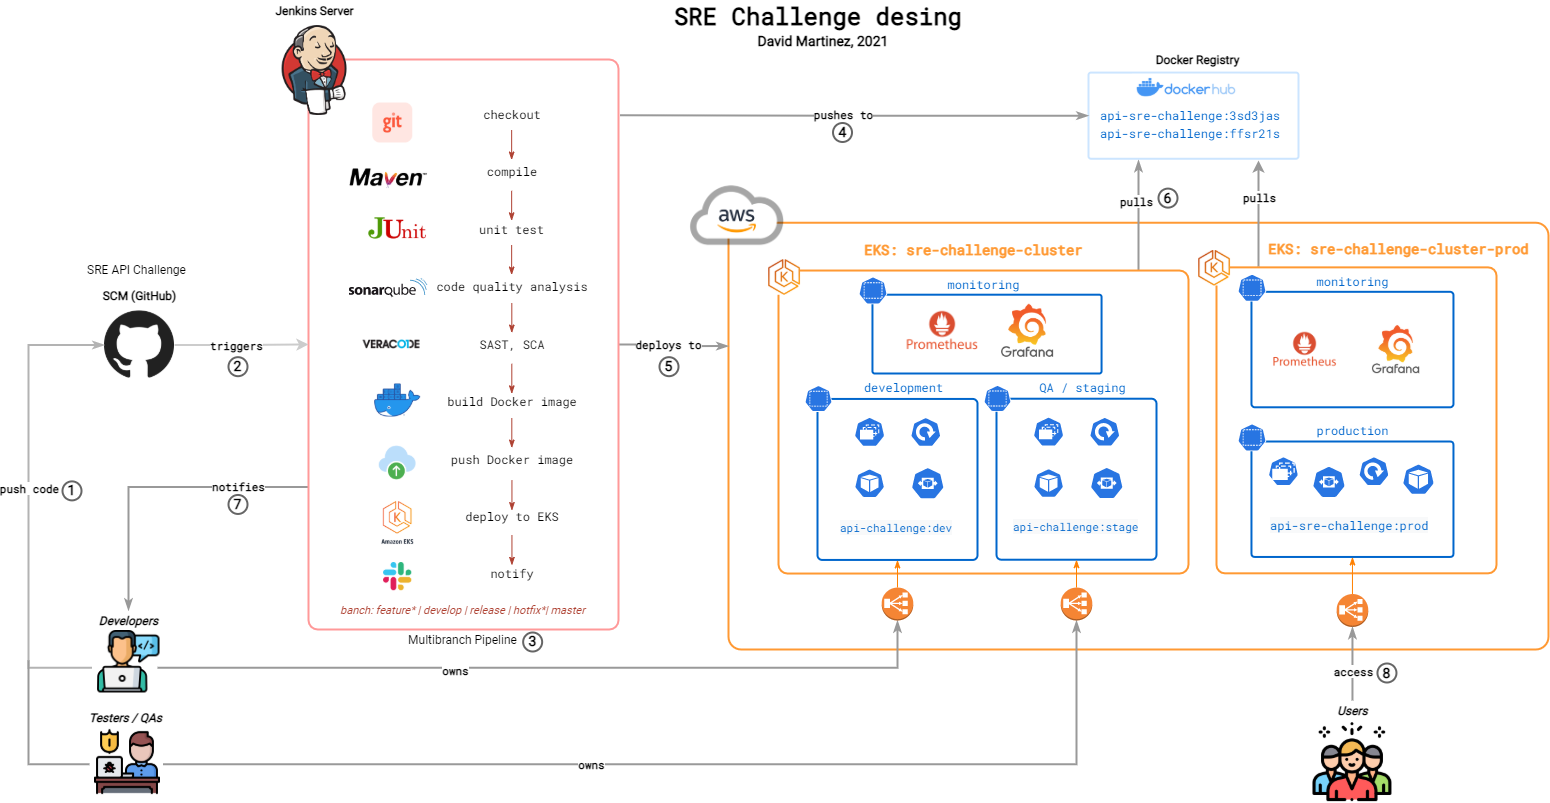 Jenkins Server
SRE Challenge desing
David Martinez, 2021
Docker Registry
docker hub
api-sre-challenge:3sd3jas
api-sre-challenge:ffsr21s
git
checkout
pushes to
4
Maven™
compile
JUnit
unit test
sonarqube
code quality analysis
VERACODE
SAST, SCA
build Docker image
push Docker image
Amazon EKS
deploy to EKS
notify
banch: feature* | develop | release | hotfix*| master
Multibranch Pipeline
3
SRE API Challenge
SCM (GitHub)
triggers
2
push code
1
notifies
7
deploys to
5
pulls
6
pulls
aws
EKS: sre-challenge-cluster
K
monitoring
Prometheus
Grafana
development
api-challenge:dev
QA / staging
api-challenge:stage
EKS: sre-challenge-cluster-prod
K
monitoring
Prometheus
Grafana
production
api-sre-challenge:prod
Developers
</>
owns
Testers / QAs
owns
access
8
Users